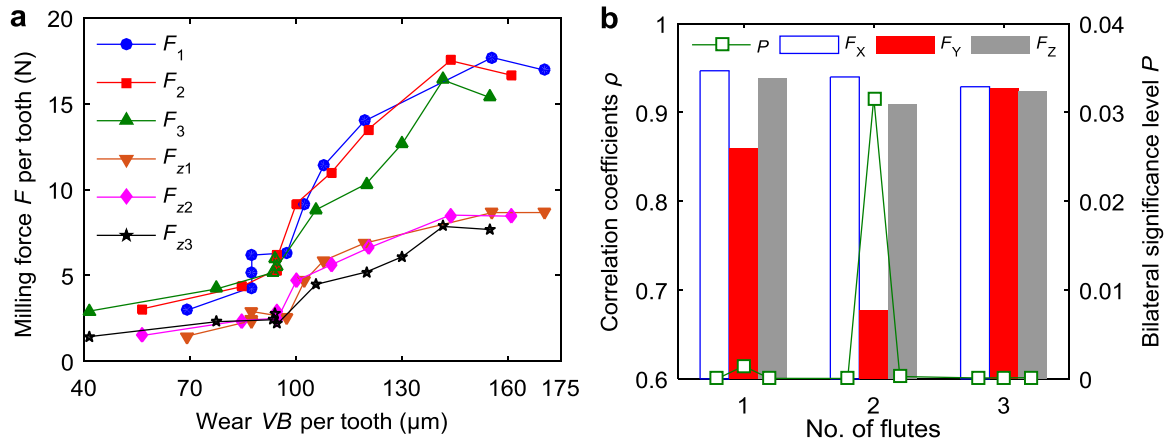 a
Milling force F per tooth (N)
20
15
10
5
0
F1
F2
F3
Fz1
Fz2
Fz3
40 70 100 130 160 175
Wear VB per tooth (μm)
b
Correlation coefficients ρ
1
0.9
0.8
0.7
0.6
P FX FY FZ
0.04
0.03
0.02
0.01
0
Bilateral significance level P
1 2 3
No. of flutes